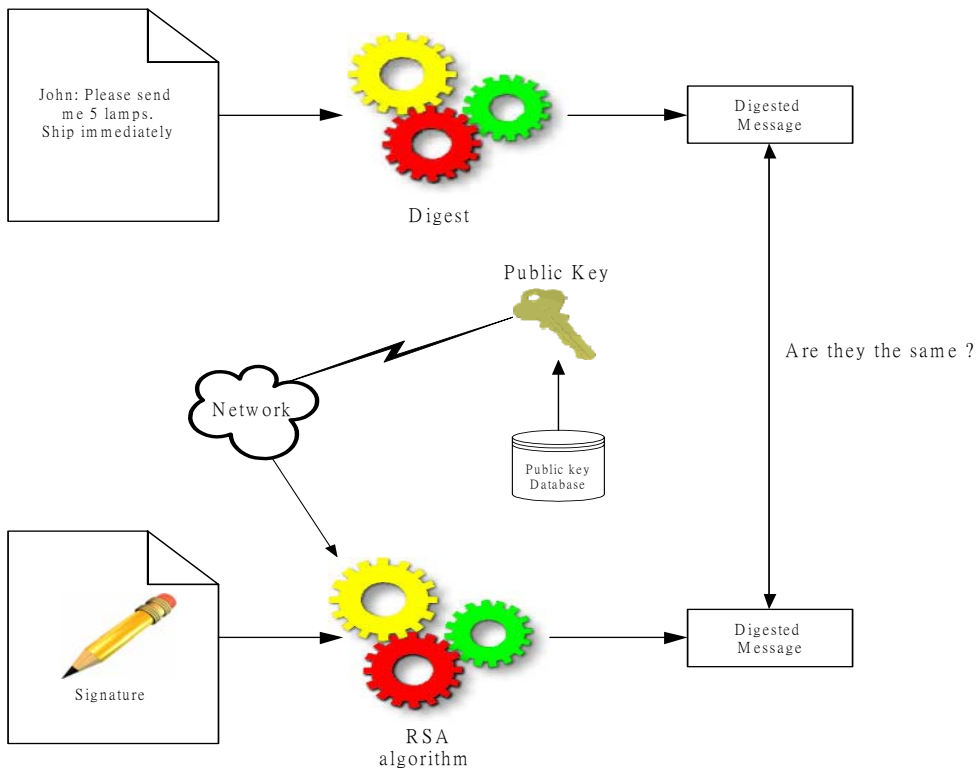 John: Please send
me 5 lamps.
Ship immediately
Digested
Message
Digest
Public Key
Are they the same ?
Network
Public key
Database
Signature
Digested
Message
RSA
algorithm